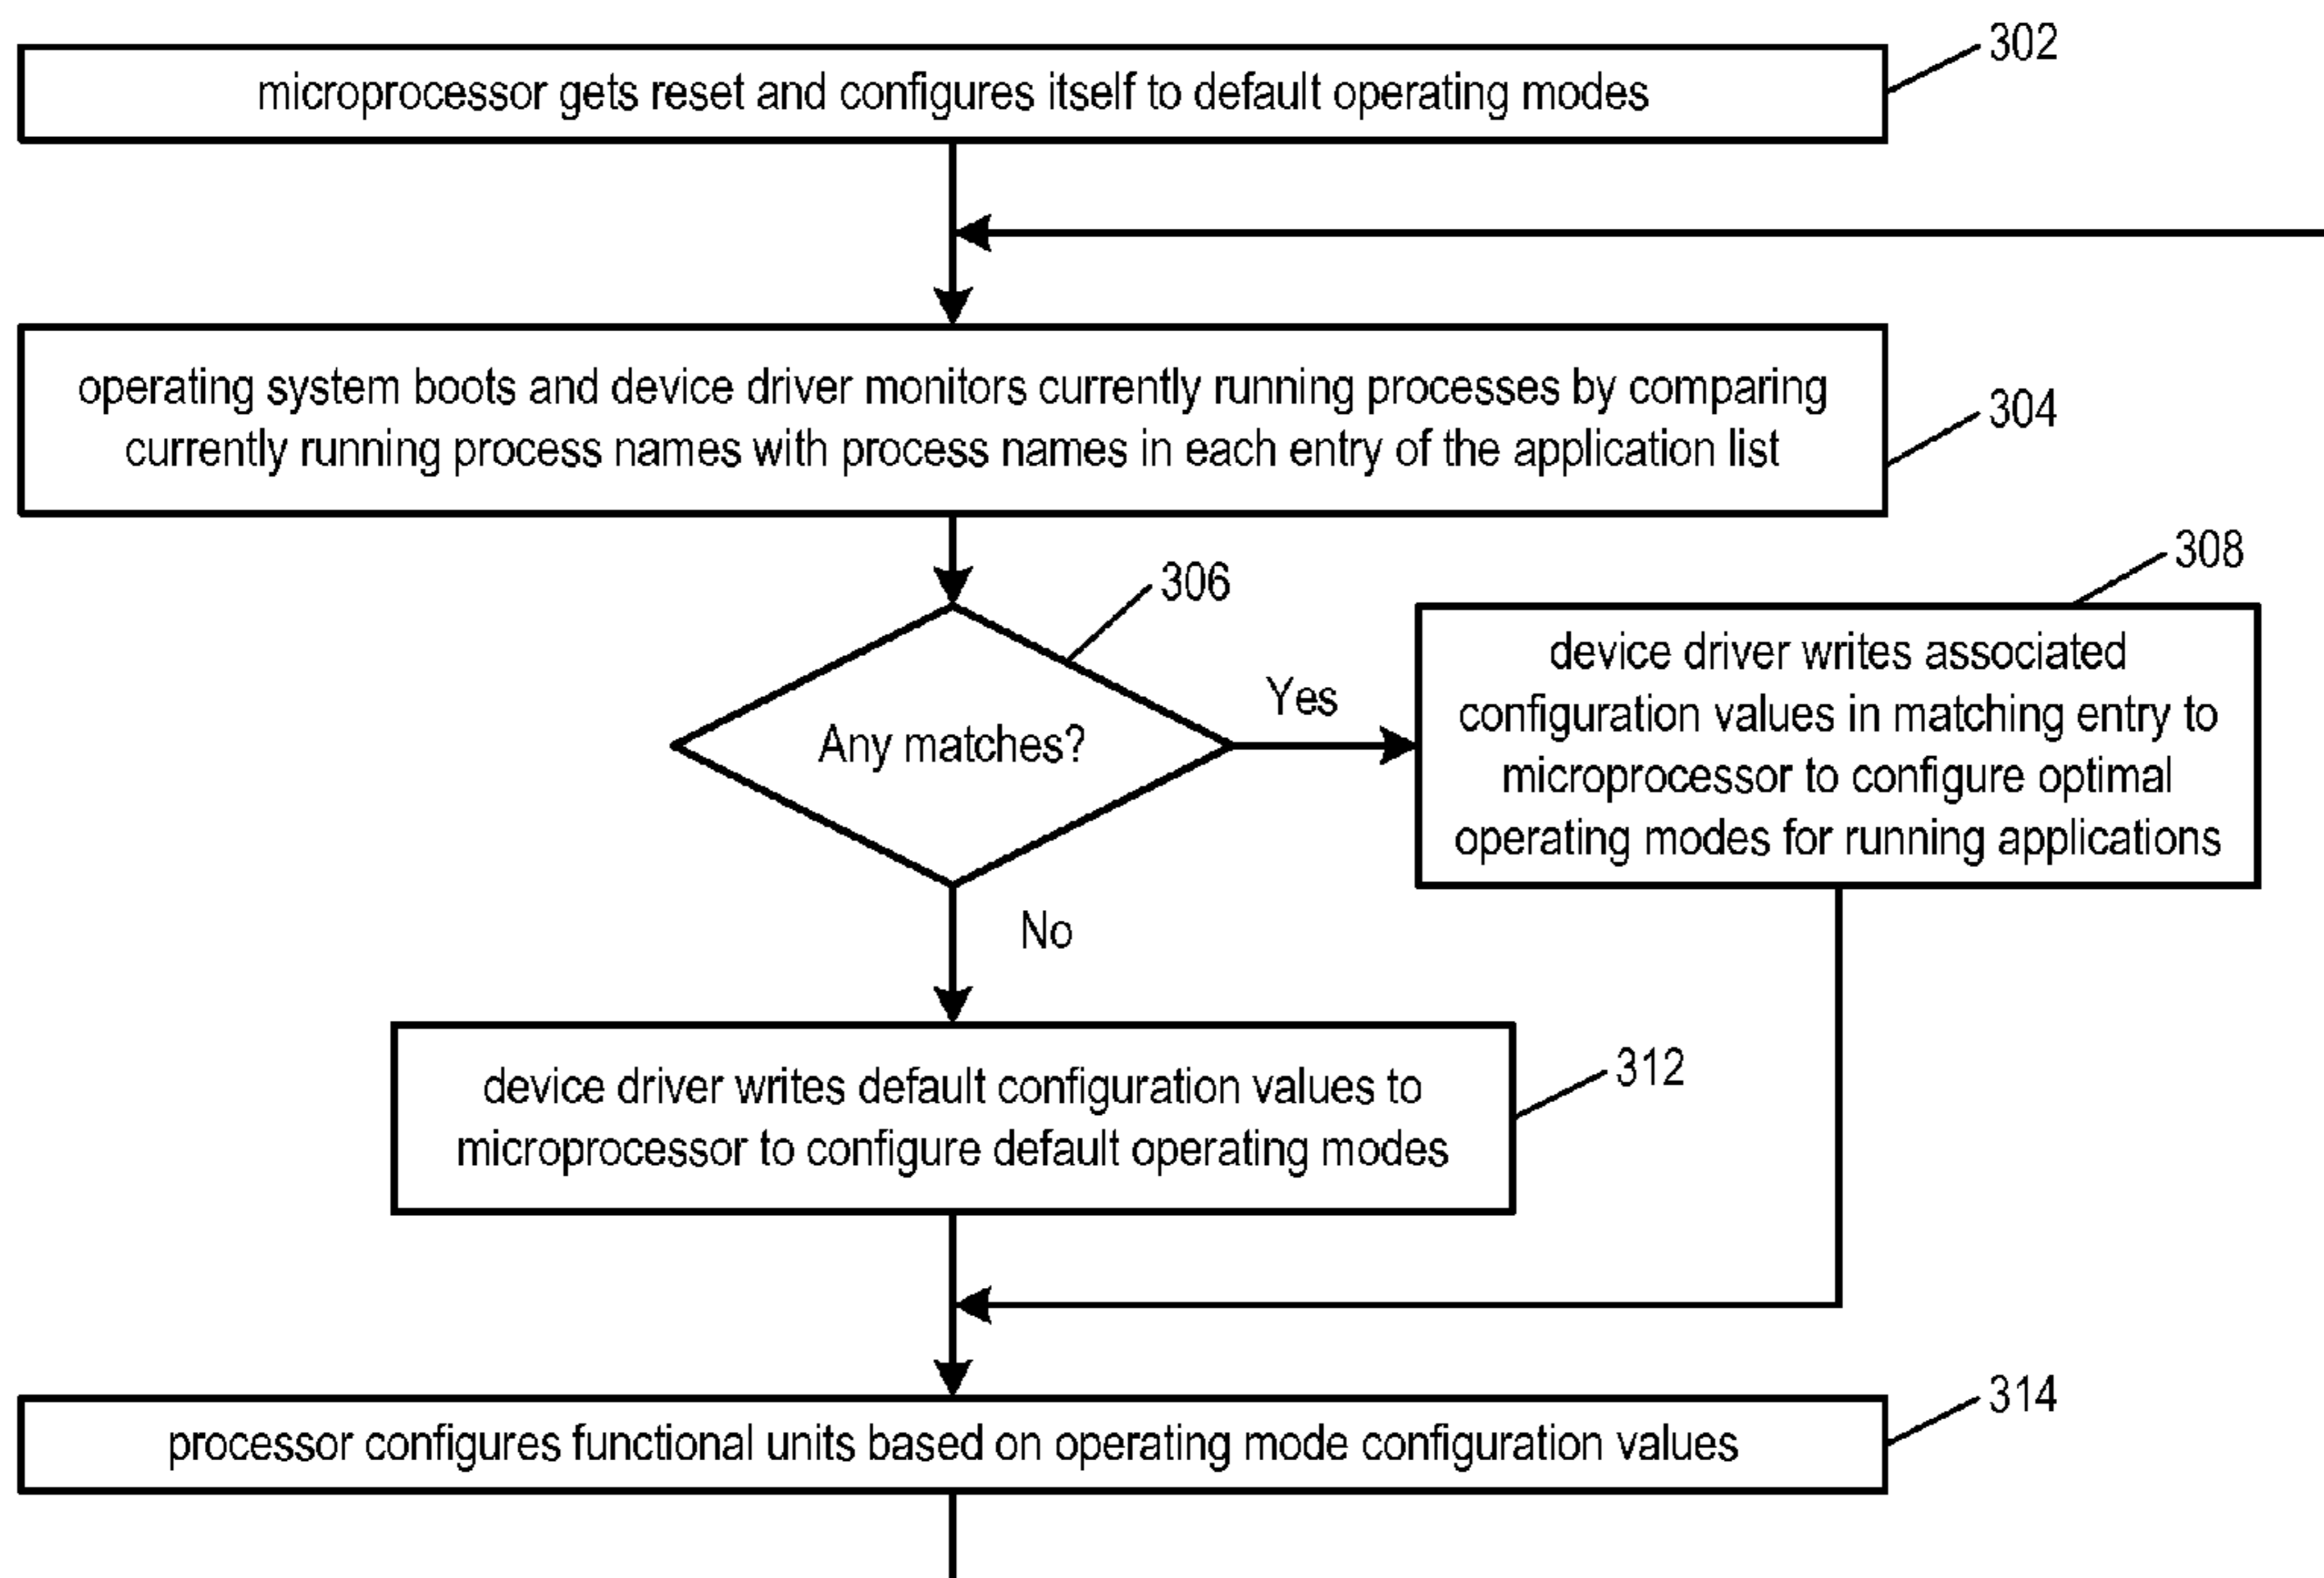 302
microprocessor gets reset and configures itself to default operating modes
operating system boots and device driver monitors currently running processes by comparing
currently running process names with process names in each entry of the application list
304
306
Any matches?
Yes
308
device driver writes associated
configuration values in matching entry to
microprocessor to configure optimal
operating modes for running applications
No
device driver writes default configuration values to
microprocessor to configure default operating modes
312
314
processor configures functional units based on operating mode configuration values